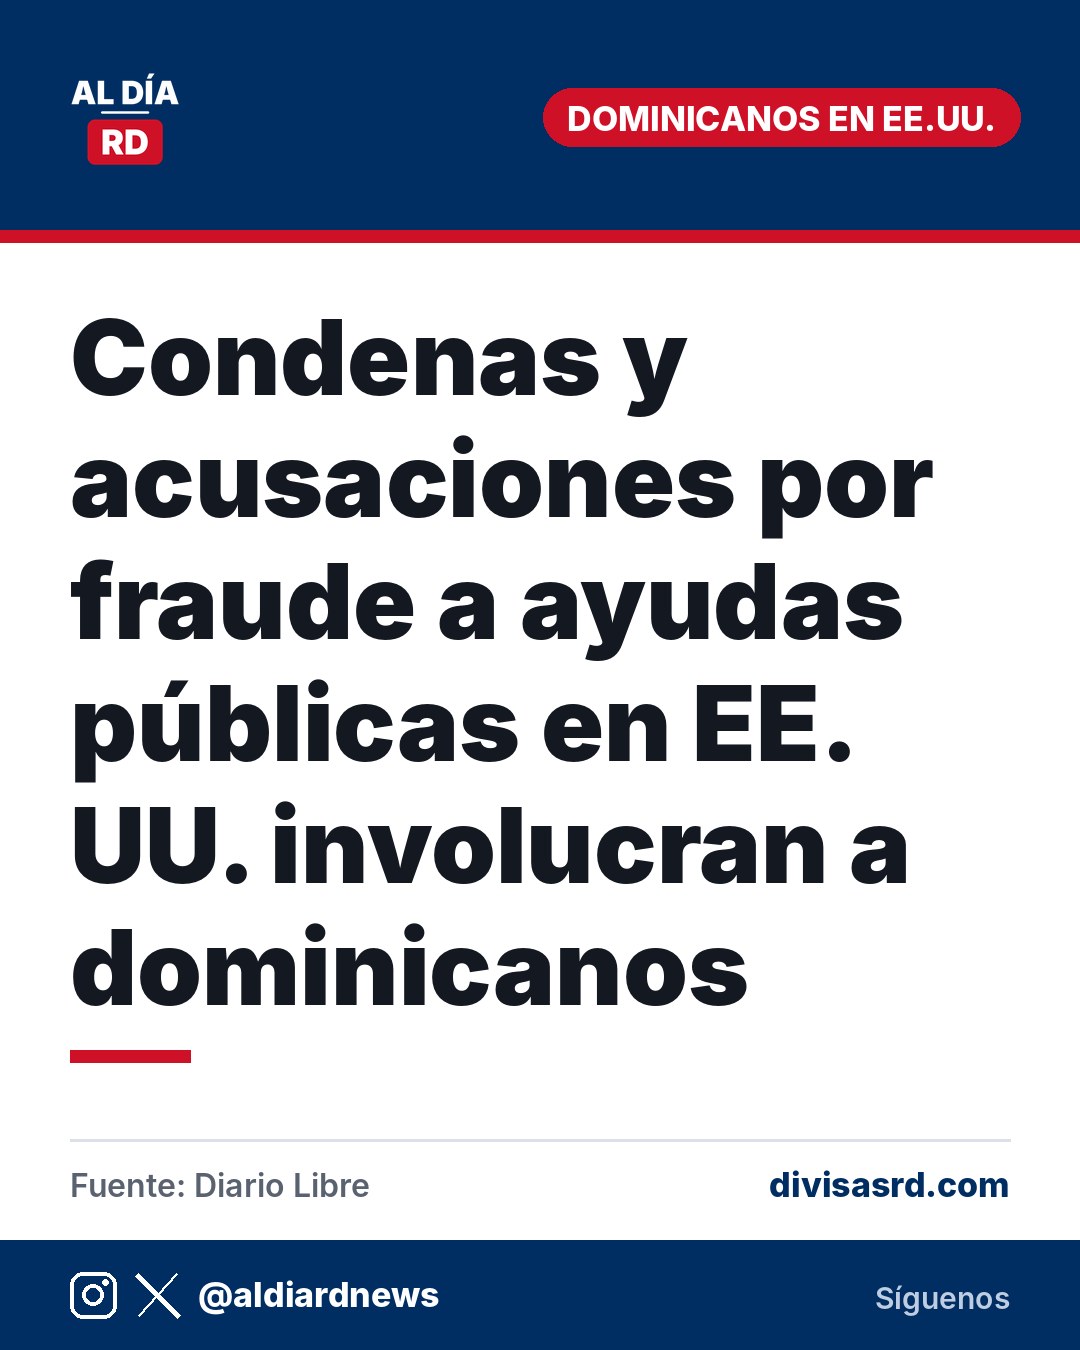 AL DÍA
RD
DOMINICANOS EN EE.UU.
Condenas y
acusaciones por
fraude a ayudas
públicas en EE.
UU. involucran a
dominicanos
Fuente: Diario Libre
divisasrd.com
@aldiardnews
Síguenos